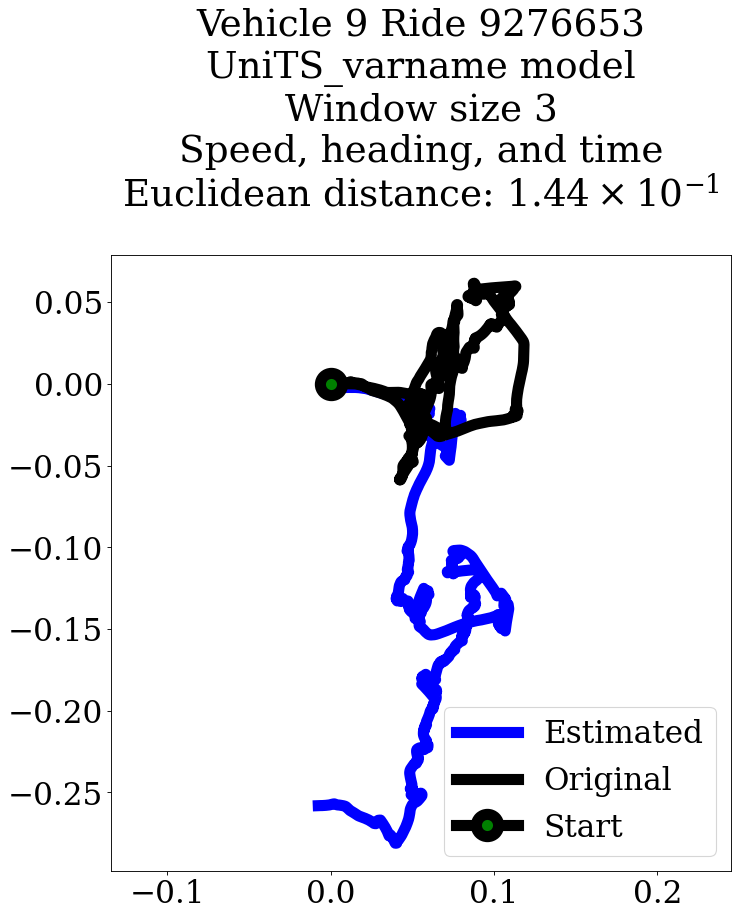 Vehicle 9 Ride 9276653
UniTS_varname model
Window size 3
Speed, heading, and time
Euclidean distance: 1.44 × 10⁻¹
0.05
0.00
−0.05
−0.10
−0.15
−0.20
−0.25
−0.1
0.0
0.1
0.2
Estimated
Original
Start